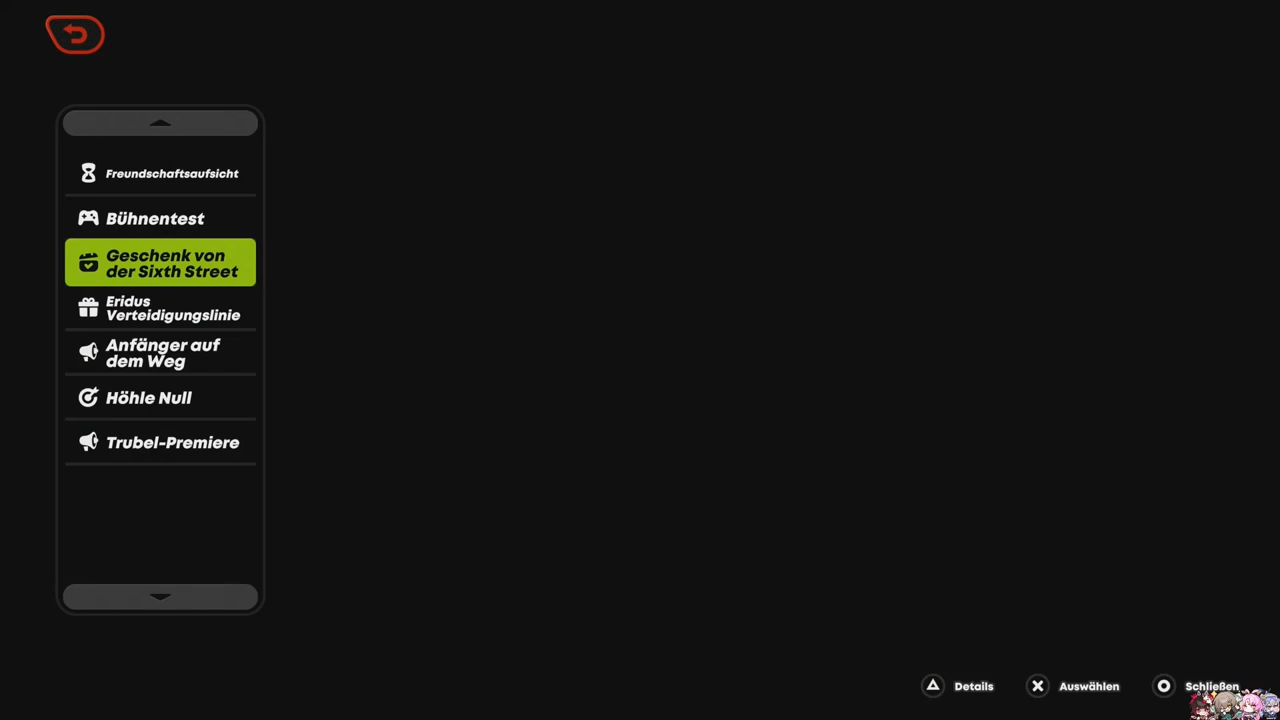 Freundschaftsaufsicht
Bühnentest
Geschenk von
der Sixth Street
Eridus
Verteidigungslinie
Anfänger auf
dem Weg
Höhle Null
Trubel-Premiere
Details Auswählen Schließen